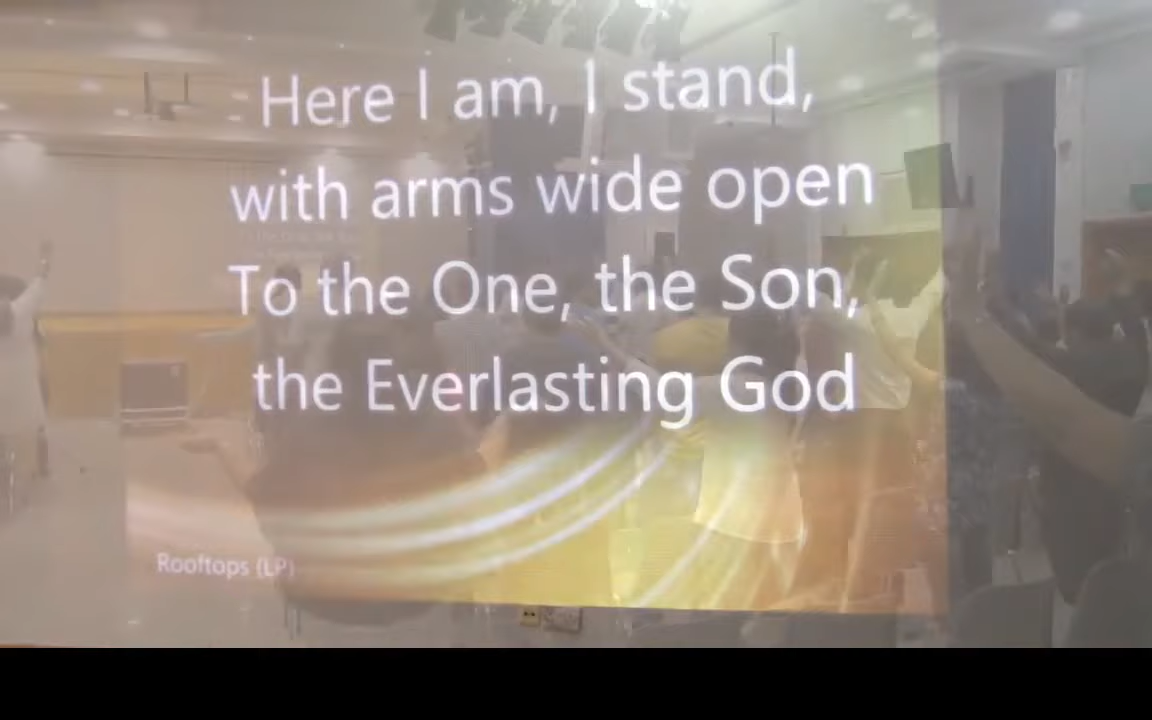 Here I am, I stand,
with arms wide open
To the One, the Son,
the Everlasting God
Rooftops (LP)